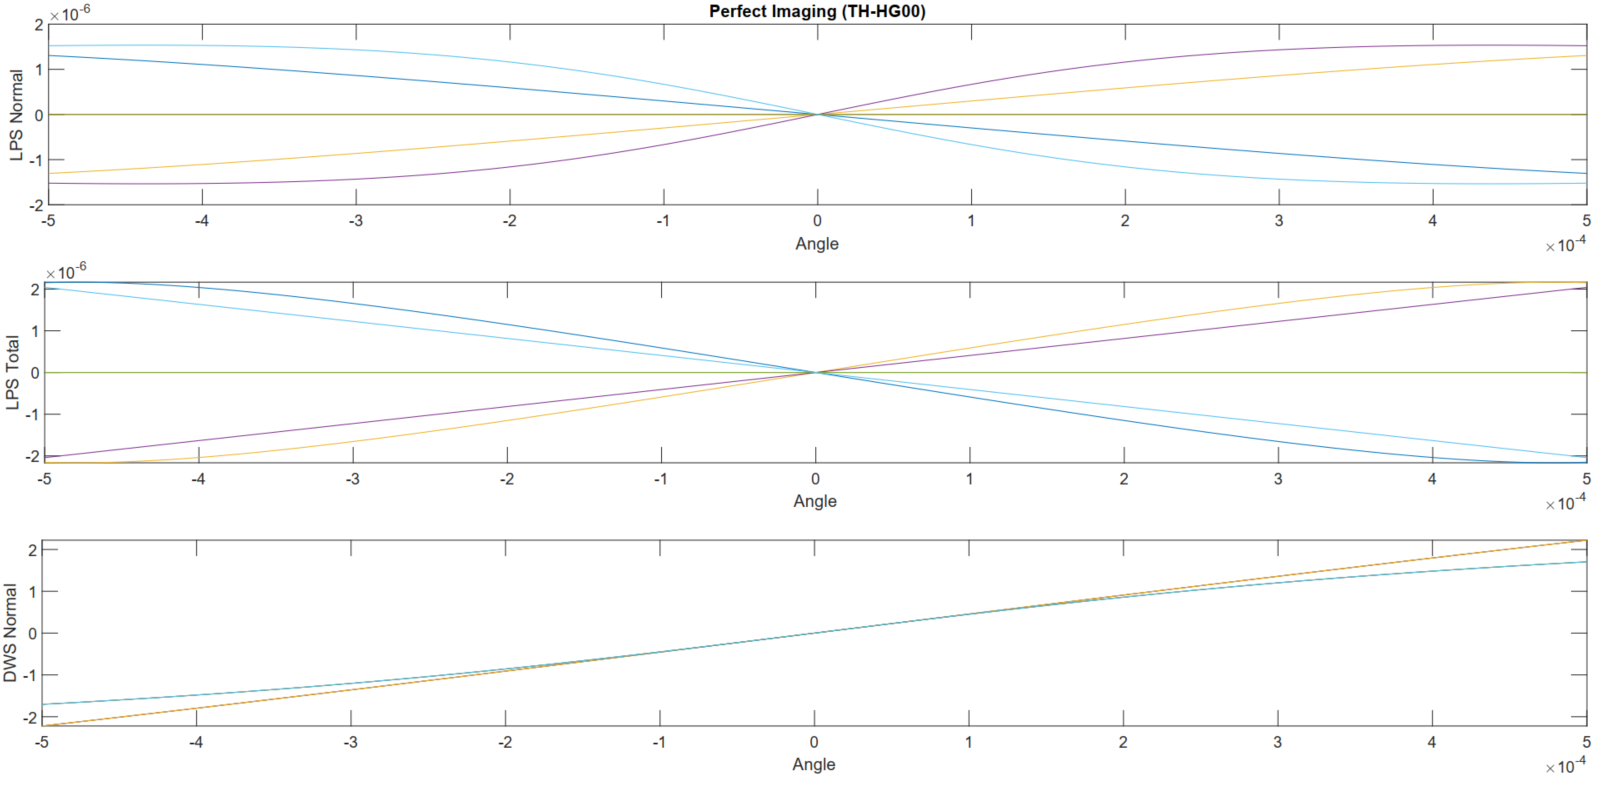 Perfect Imaging (TH-HG00)
×10-6
LPS Normal
2
1
0
-1
-2
-5 -4 -3 -2 -1 0 1 2 3 4 5
Angle
×10-4
×10-6
LPS Total
2
1
0
-1
-2
-5 -4 -3 -2 -1 0 1 2 3 4 5
Angle
×10-4
DWS Normal
2
1
0
-1
-2
-5 -4 -3 -2 -1 0 1 2 3 4 5
Angle
×10-4